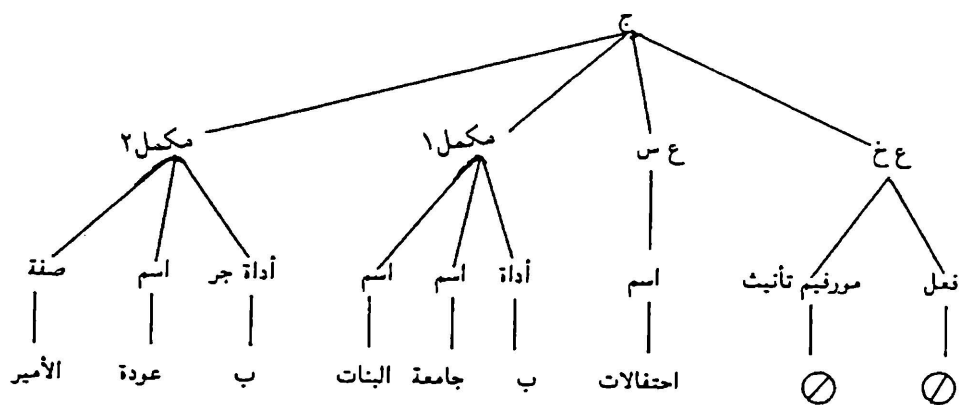 ج
ع خ ع س مكمل١ مكمل٢
فعل مورفيم تأنيث اسم أداة اسم اسم أداة جر اسم صفة
∅ ∅ احتفالات ب جامعة البنات ب عودة الأمير